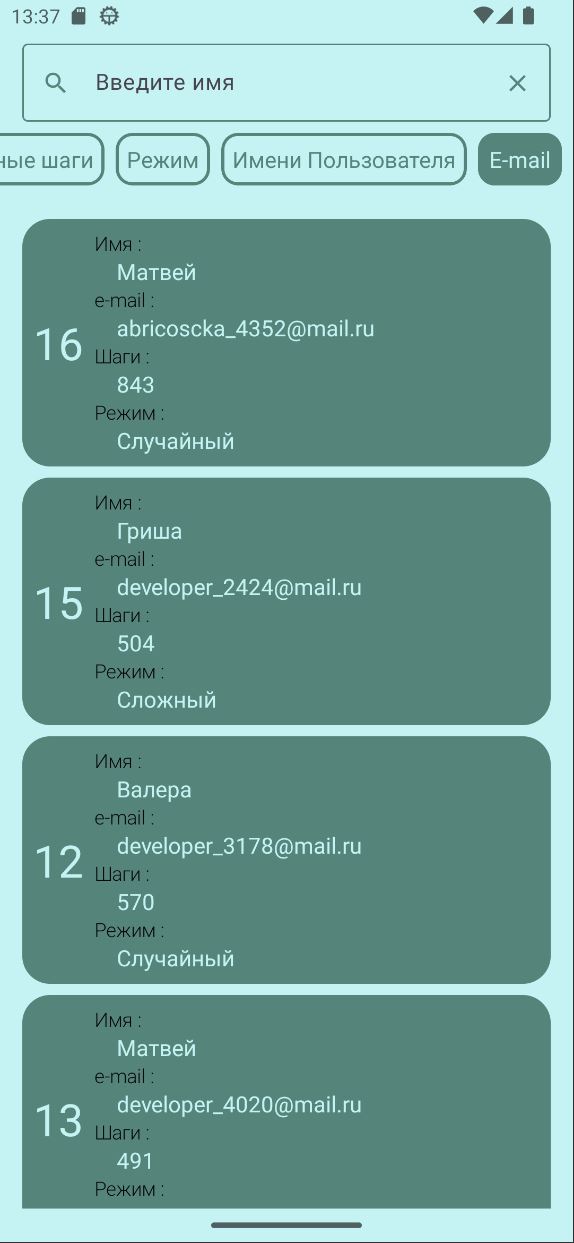 13:37
Введите имя
ные шаги Режим Имени Пользователя E-mail
Имя :
Матвей
e-mail :
abricoscka_4352@mail.ru
16
Шаги :
843
Режим :
Случайный
Имя :
Гриша
e-mail :
developer_2424@mail.ru
15
Шаги :
504
Режим :
Сложный
Имя :
Валера
e-mail :
developer_3178@mail.ru
12
Шаги :
570
Режим :
Случайный
Имя :
Матвей
e-mail :
developer_4020@mail.ru
13
Шаги :
491
Режим :